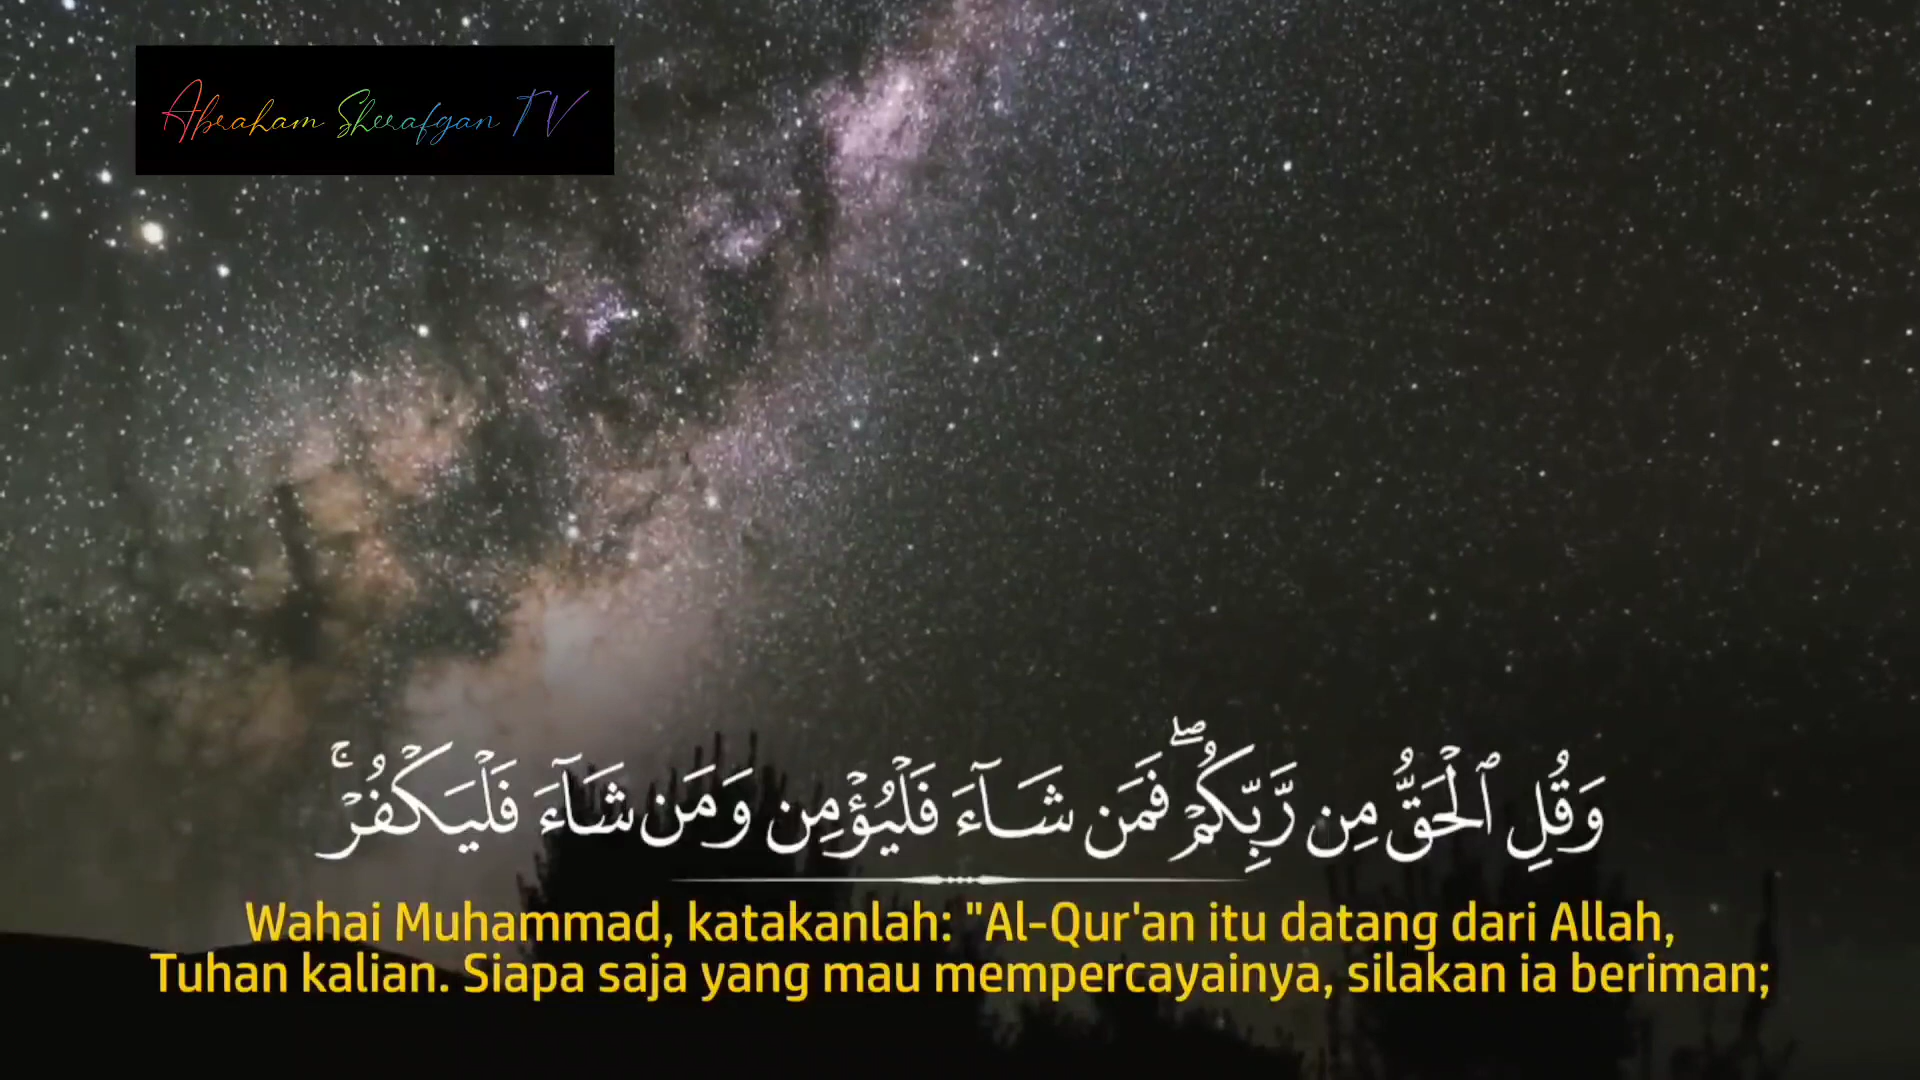 Abraham Sherafgan TV
وَقُلِ ٱلْحَقُّ مِن رَّبِّكُمْ ۖ فَمَن شَآءَ فَلْيُؤْمِن وَمَن شَآءَ فَلْيَكْفُرْ ۚ
Wahai Muhammad, katakanlah: "Al-Qur'an itu datang dari Allah,
Tuhan kalian. Siapa saja yang mau mempercayainya, silakan ia beriman;